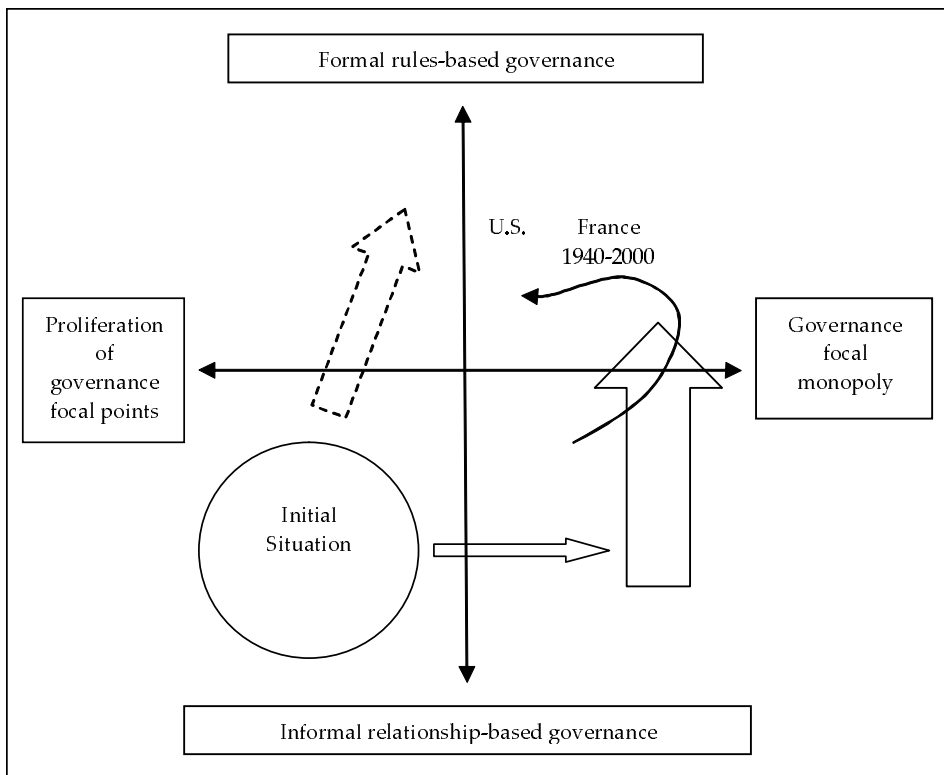 Formal rules-based governance
U.S.
France
1940-2000
Proliferation
of
governance
focal points
Governance
focal
monopoly
Initial
Situation
Informal relationship-based governance